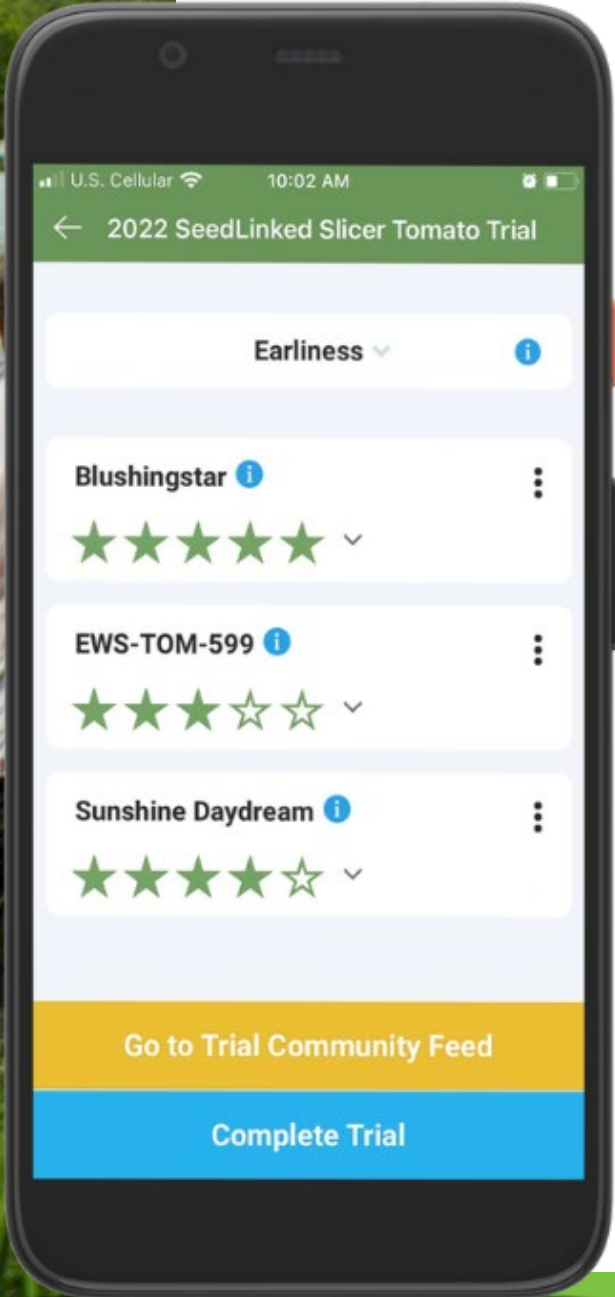 U.S. Cellular 10:02 AM
← 2022 SeedLinked Slicer Tomato Trial
Earliness
Blushingstar
EWS-TOM-599
Sunshine Daydream
Go to Trial Community Feed
Complete Trial